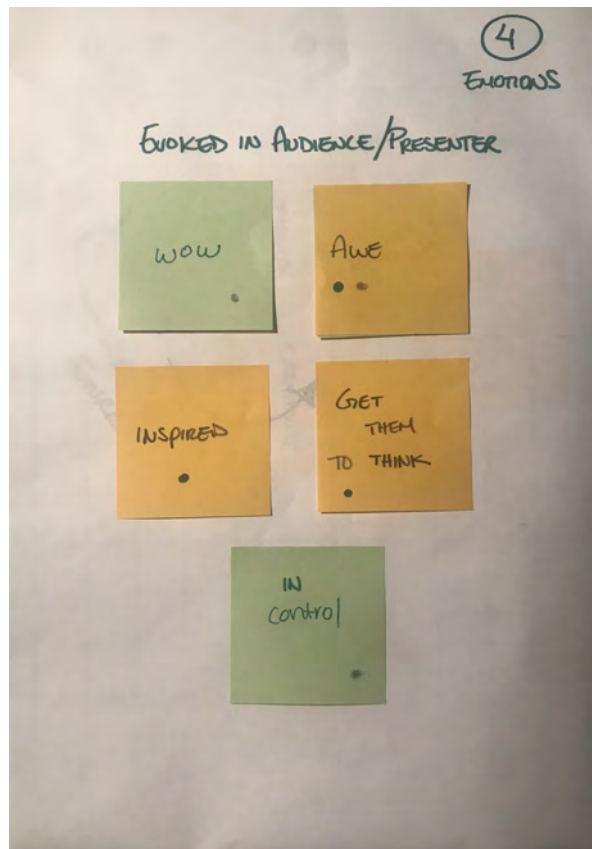 4
EMOTIONS
EVOKED IN AUDIENCE/PRESENTER
WOW
AWE
INSPIRED
GET
THEM
TO THINK
IN
control